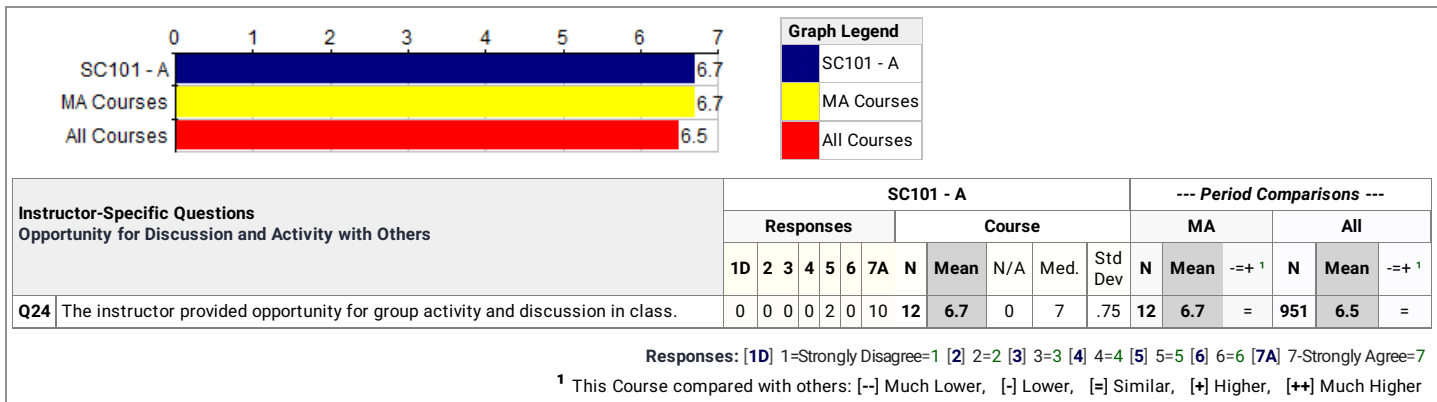 0 1 2 3 4 5 6 7
SC101 - A 6.7
MA Courses 6.7
All Courses 6.5
Graph Legend
SC101 - A
MA Courses
All Courses
Instructor-Specific Questions
Opportunity for Discussion and Activity with Others
SC101 - A --- Period Comparisons ---
Responses Course MA All
1D 2 3 4 5 6 7A N Mean N/A Med. Std Dev N Mean -=+ ¹ N Mean -=+ ¹
Q24 The instructor provided opportunity for group activity and discussion in class. 0 0 0 0 2 0 10 12 6.7 0 7 .75 12 6.7 = 951 6.5 =
Responses: [1D] 1=Strongly Disagree=1 [2] 2=2 [3] 3=3 [4] 4=4 [5] 5=5 [6] 6=6 [7A] 7-Strongly Agree=7
¹ This Course compared with others: [--] Much Lower, [-] Lower, [=] Similar, [+] Higher, [++] Much Higher